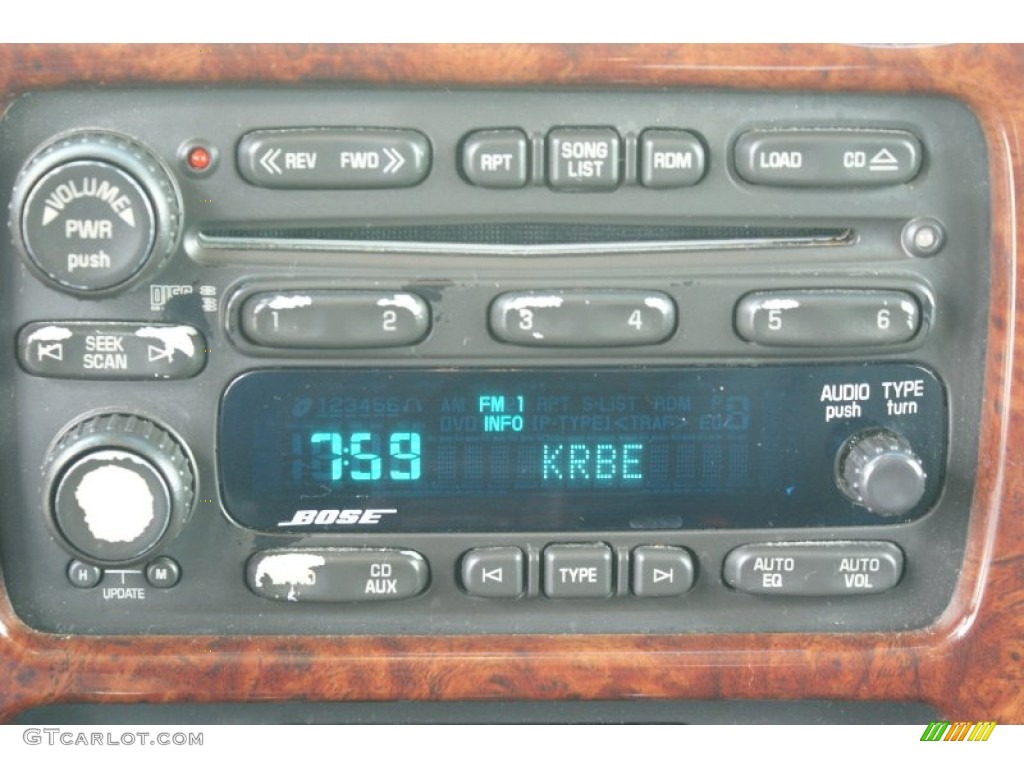 REV FWD
RPT
SONG
LIST
RDM
LOAD CD
VOLUME
PWR
push
DISC
1 2
3 4
5 6
SEEK
SCAN
123456 AM FM 1 RPT S-LIST RDM
DVD INFO [P-TYPE]<TRAF> EQ
7:59 KRBE
AUDIO TYPE
push turn
BOSE
H M
UPDATE
CD
AUX
TYPE
AUTO AUTO
EQ VOL
GTCARLOT.COM